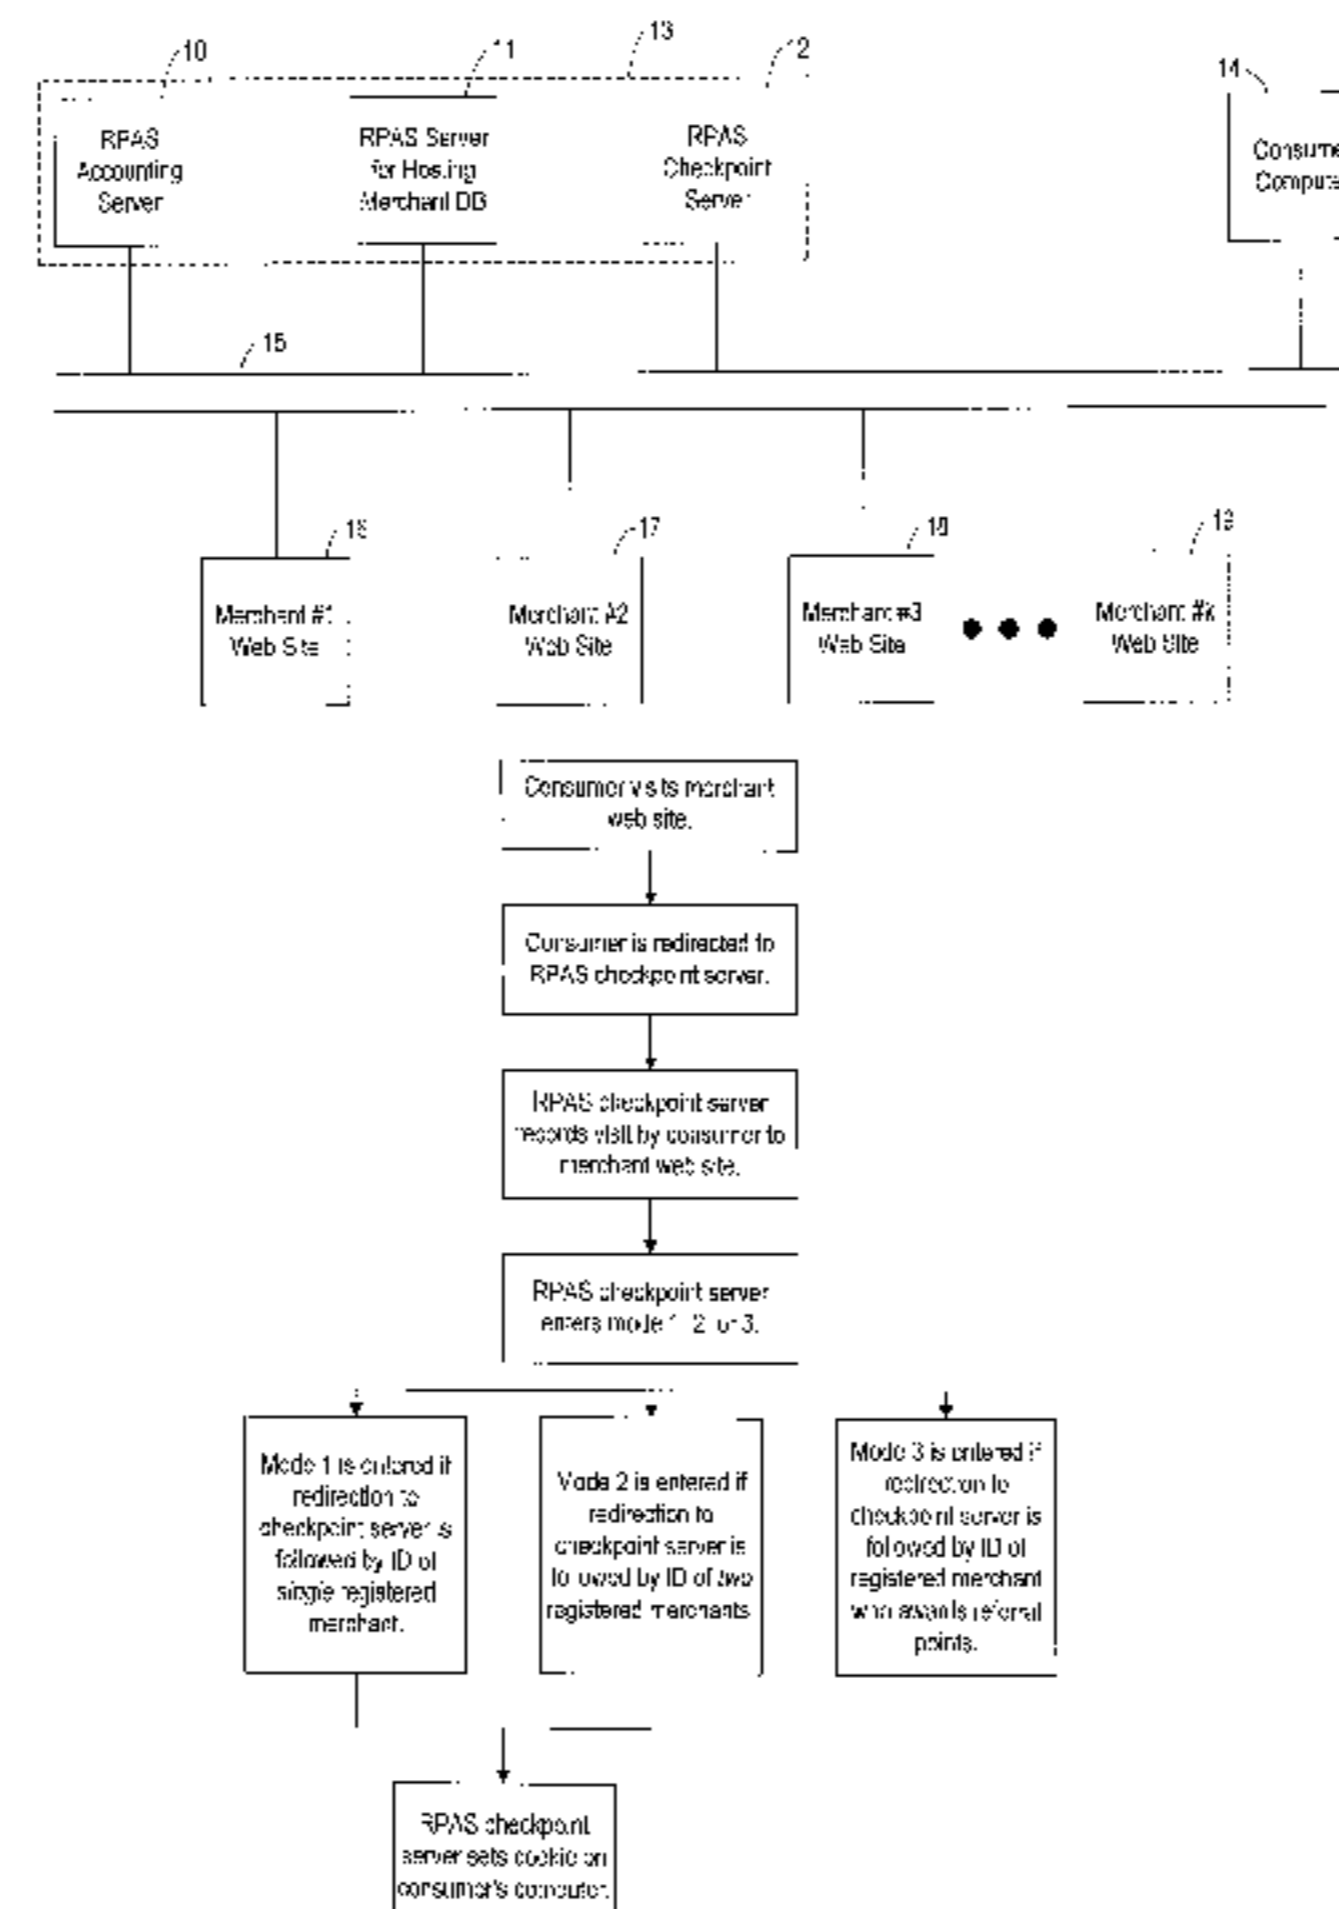 10
11
13
12
14
RPAS
Accounting
Server
RPAS Server
for Hosting
Merchant DB
RPAS
Checkpoint
Server
Consume
Compute
15
16
17
18
19
Merchant #1
Web Site
Merchant #2
Web Site
Merchant #3
Web Site
Merchant #k
Web Site
Consumer visits merchant
web site.
Consumer is redirected to
RPAS checkpoint server.
RPAS checkpoint server
records visit by consumer to
merchant web site.
RPAS checkpoint server
enters mode 1, 2, or 3.
Mode 1 is entered if
redirection to
checkpoint server is
followed by ID of
single registered
merchant.
Mode 2 is entered if
redirection to
checkpoint server is
followed by ID of two
registered merchants
Mode 3 is entered if
redirection to
checkpoint server is
followed by ID of
registered merchant
who awards referral
points.
RPAS checkpoint
server sets cookie on
consumer's computer.